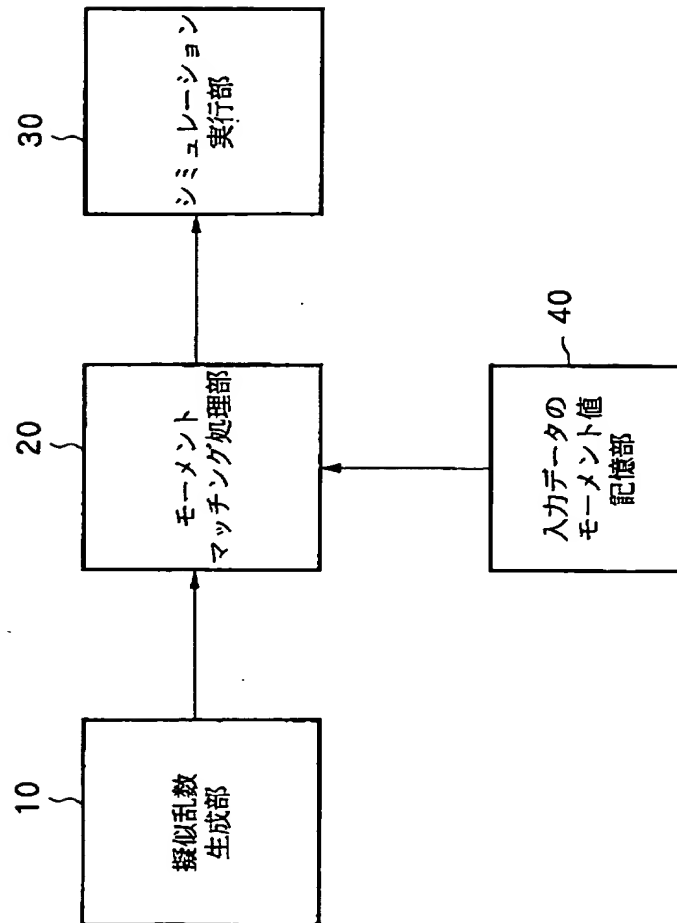 10
擬似乱数
生成部
20
モーメント
マッチング処理部
30
シミュレーション
実行部
40
入力データの
モーメント値
記憶部